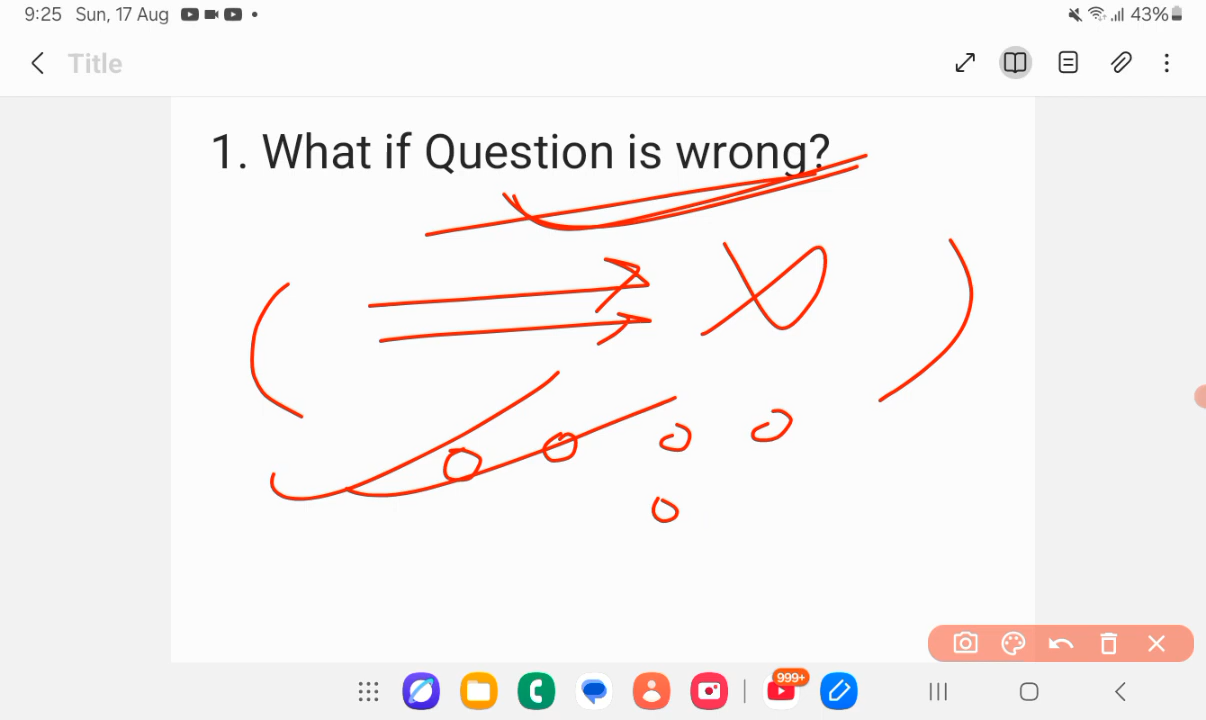 9:25 Sun, 17 Aug
43%
Title
1. What if Question is wrong?
999+